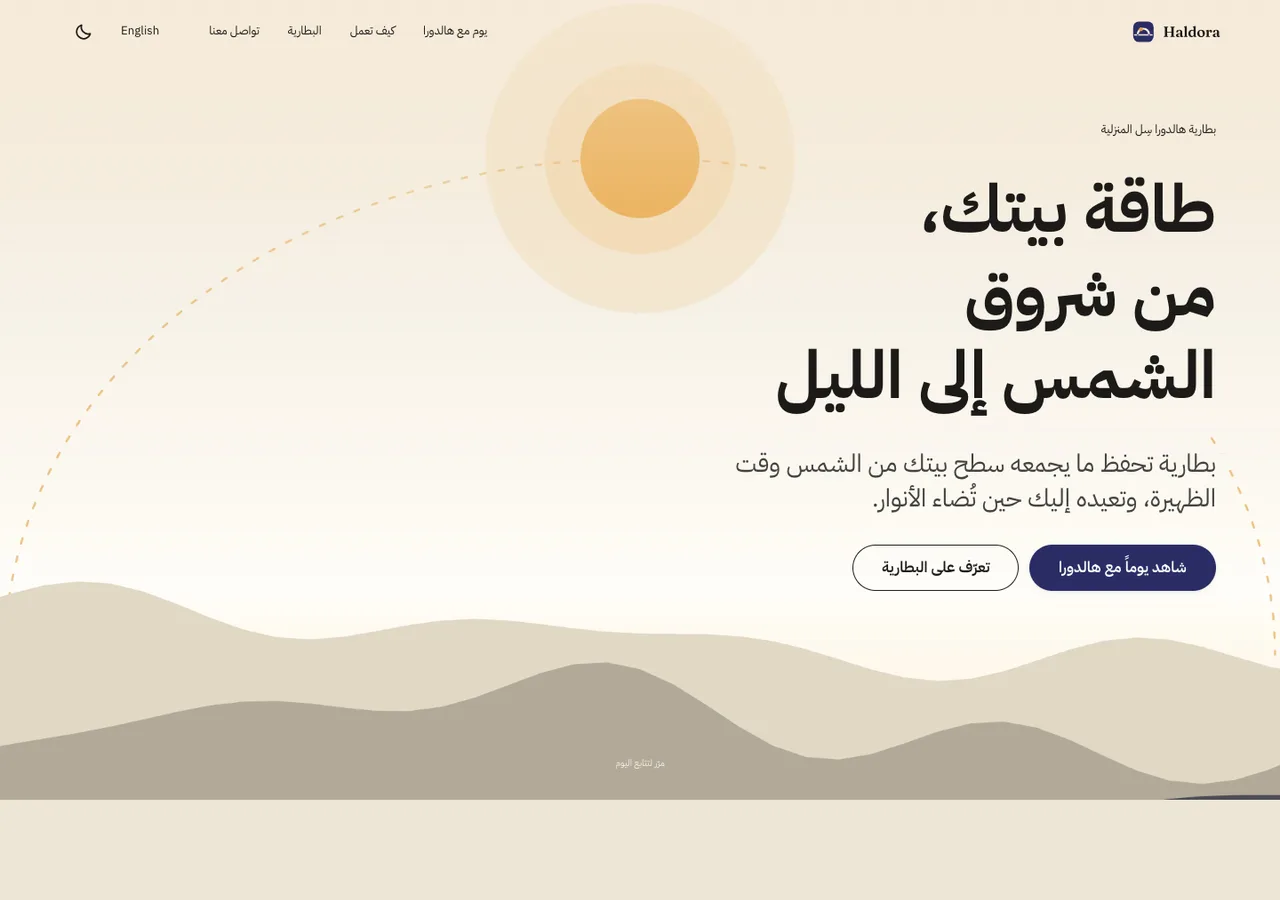 Haldora
يوم مع هالدورا
كيف تعمل
البطارية
تواصل معنا
English
بطارية هالدورا سِل المنزلية
طاقة بيتك،
من شروق
الشمس إلى الليل
بطارية تحفظ ما يجمعه سطح بيتك من الشمس وقت
الظهيرة، وتعيده إليك حين تُضاء الأنوار.
شاهد يوماً مع هالدورا
تعرّف على البطارية
مرّر لتتابع اليوم